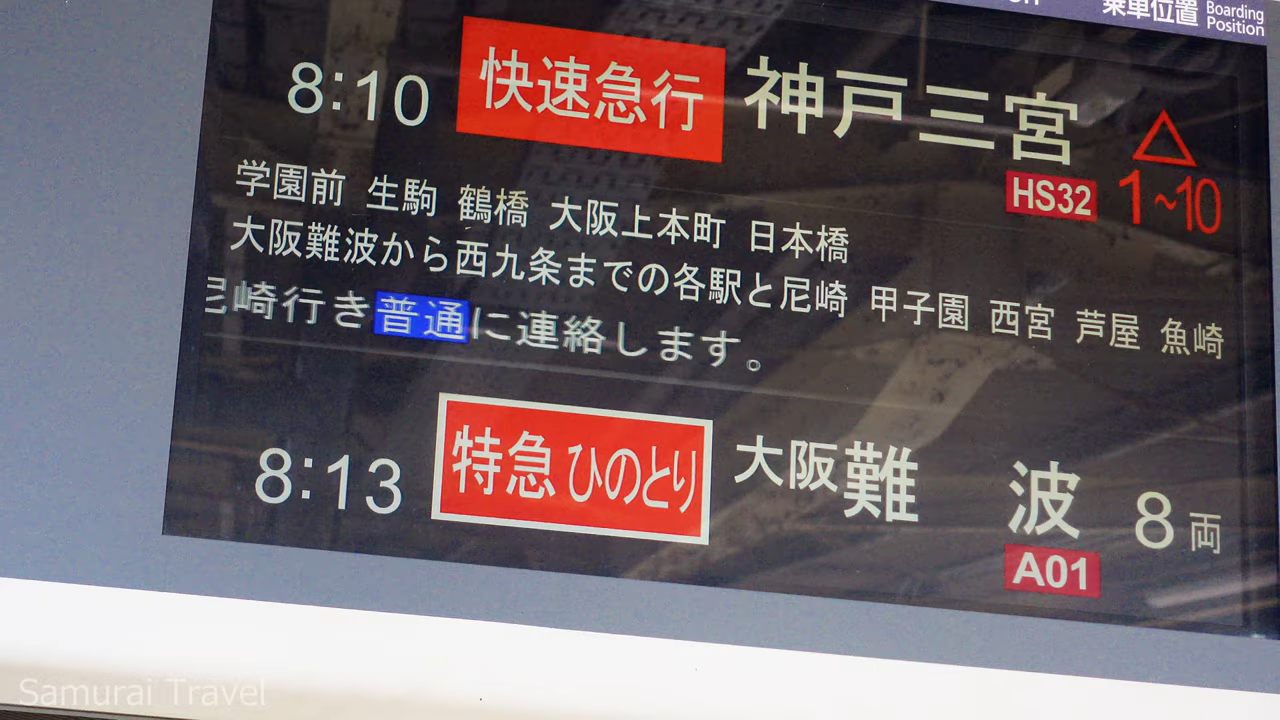 乗車位置 Boarding Position
8:10 快速急行 神戸三宮 △
HS32 1~10
学園前 生駒 鶴橋 大阪上本町 日本橋
大阪難波から西九条までの各駅と尼崎 甲子園 西宮 芦屋 魚崎
尼崎行き普通に連絡します。
8:13 特急 ひのとり 大阪難波 8両
A01
Samurai Travel